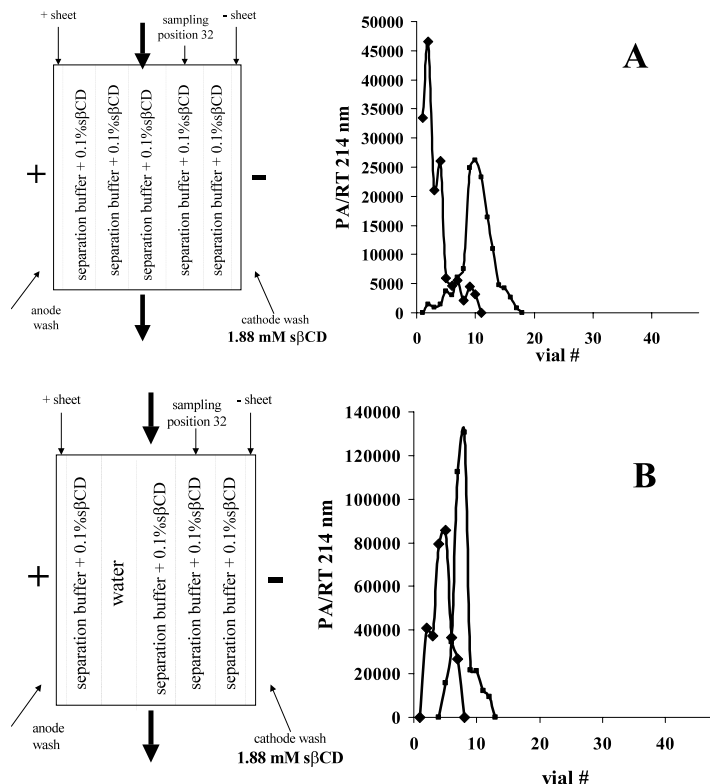 + sheet
sampling
position 32
- sheet
+
separation buffer + 0.1%sβCD
separation buffer + 0.1%sβCD
separation buffer + 0.1%sβCD
separation buffer + 0.1%sβCD
separation buffer + 0.1%sβCD
-
anode
wash
cathode wash
1.88 mM sβCD
A
PA/RT 214 nm
50000
45000
40000
35000
30000
25000
20000
15000
10000
5000
0
0 10 20 30 40
vial #
+ sheet
sampling
position 32
- sheet
+
separation buffer + 0.1%sβCD
water
separation buffer + 0.1%sβCD
separation buffer + 0.1%sβCD
separation buffer + 0.1%sβCD
-
anode
wash
cathode wash
1.88 mM sβCD
B
PA/RT 214 nm
140000
120000
100000
80000
60000
40000
20000
0
0 10 20 30 40
vial #